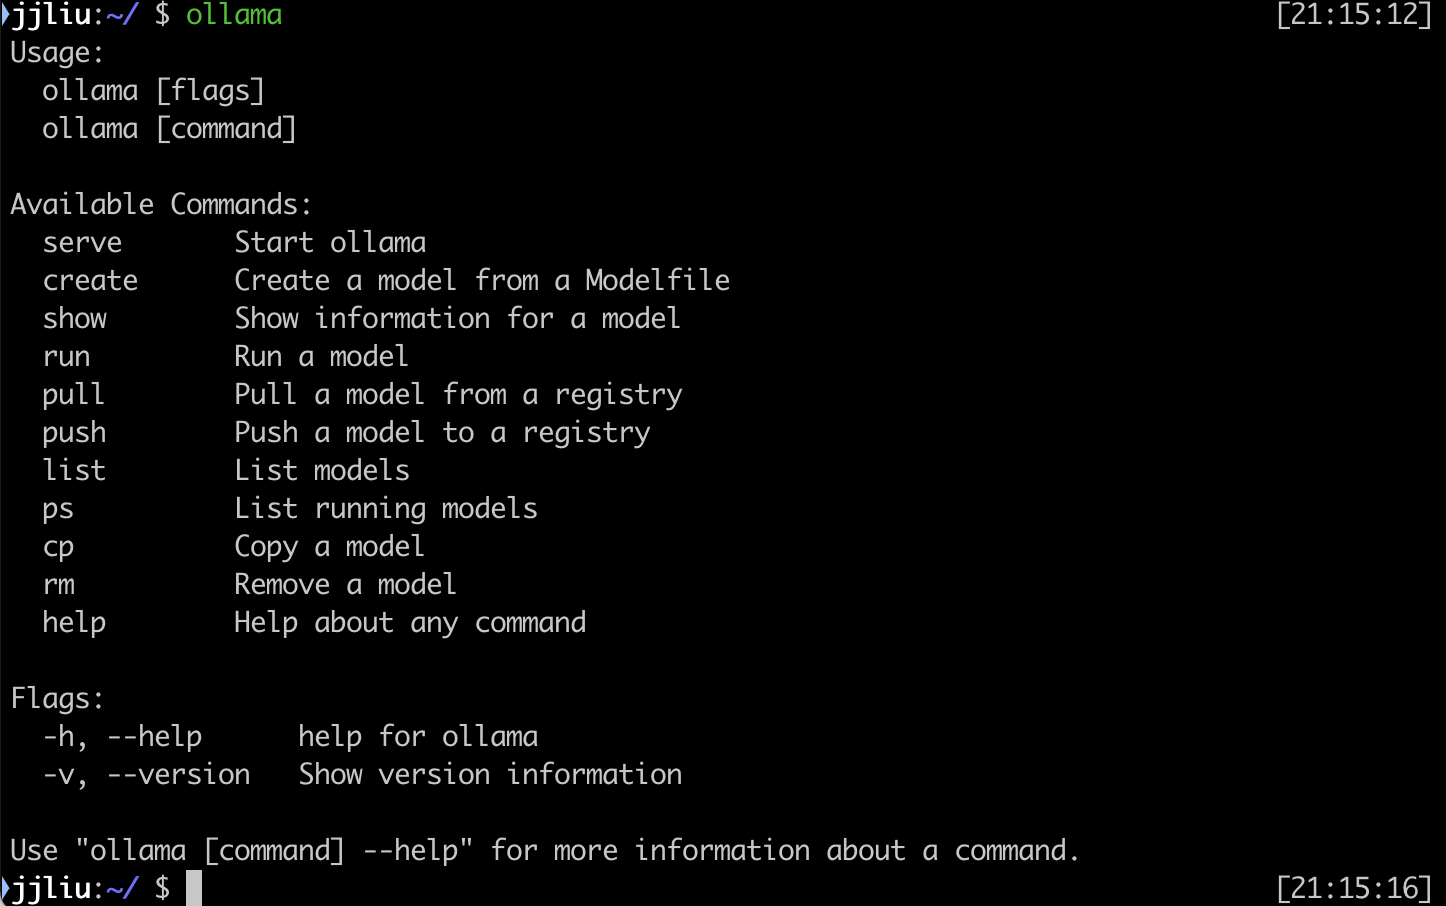 jjliu:~/ $ ollama [21:15:12]
Usage:
  ollama [flags]
  ollama [command]

Available Commands:
  serve       Start ollama
  create      Create a model from a Modelfile
  show        Show information for a model
  run         Run a model
  pull        Pull a model from a registry
  push        Push a model to a registry
  list        List models
  ps          List running models
  cp          Copy a model
  rm          Remove a model
  help        Help about any command

Flags:
  -h, --help      help for ollama
  -v, --version   Show version information

Use "ollama [command] --help" for more information about a command.
jjliu:~/ $ [21:15:16]